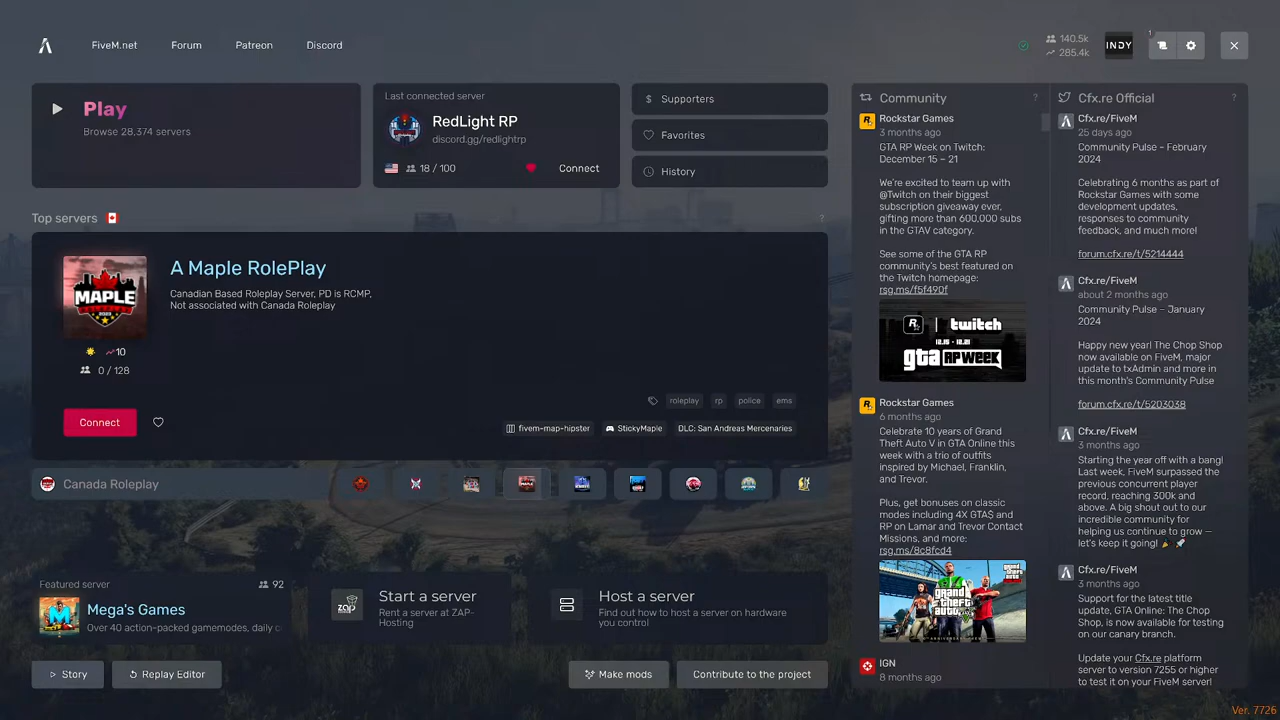 FiveM.net
Forum
Patreon
Discord
140.5k
285.4k
INDY
1
Play
Browse 28,374 servers
Last connected server
RedLight RP
discord.gg/redlightrp
18 / 100
Connect
$ Supporters
Favorites
History
Top servers
?
MAPLE
2023
A Maple RolePlay
Canadian Based Roleplay Server, PD is RCMP,
Not associated with Canada Roleplay
10
0 / 128
Connect
roleplay
rp
police
ems
fivem-map-hipster
StickyMaple
DLC: San Andreas Mercenaries
Canada Roleplay
Featured server
92
Mega's Games
Over 40 action-packed gamemodes, daily c
ZAP
Start a server
Rent a server at ZAP-
Hosting
Host a server
Find out how to host a server on hardware
you control
Story
Replay Editor
Make mods
Contribute to the project
Community
?
Rockstar Games
3 months ago
GTA RP Week on Twitch:
December 15 – 21
We're excited to team up with
@Twitch on their biggest
subscription giveaway ever,
gifting more than 600,000 subs
in the GTAV category.
See some of the GTA RP
community's best featured on
the Twitch homepage:
rsg.ms/f5f490f
R | twitch
12.15 - 12.21
gta RP WEEK
Rockstar Games
6 months ago
Celebrate 10 years of Grand
Theft Auto V in GTA Online this
week with a trio of outfits
inspired by Michael, Franklin,
and Trevor.
Plus, get bonuses on classic
modes including 4X GTA$ and
RP on Lamar and Trevor Contact
Missions, and more:
rsg.ms/8c8fcd4
grand
theft
auto
IGN
8 months ago
Cfx.re Official
?
Cfx.re/FiveM
25 days ago
Community Pulse – February
2024
Celebrating 6 months as part of
Rockstar Games with some
development updates,
responses to community
feedback, and much more!
forum.cfx.re/t/5214444
Cfx.re/FiveM
about 2 months ago
Community Pulse – January
2024
Happy new year! The Chop Shop
now available on FiveM, major
update to txAdmin and more in
this month's Community Pulse
forum.cfx.re/t/5203038
Cfx.re/FiveM
3 months ago
Starting the year off with a bang!
Last week, FiveM surpassed the
previous concurrent player
record, reaching 300k and
above. A big shout out to our
incredible community for
helping us continue to grow —
let's keep it going!
Cfx.re/FiveM
3 months ago
Support for the latest title
update, GTA Online: The Chop
Shop, is now available for testing
on our canary branch.
Update your Cfx.re platform
server to version 7255 or higher
to test it on your FiveM server!
Ver. 7726